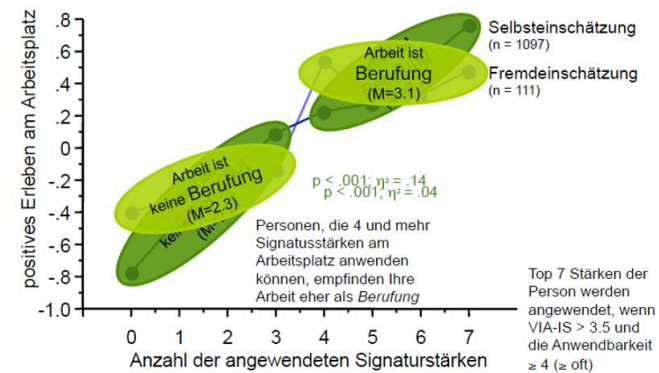 positives Erleben am Arbeitsplatz
.8
.6
.4
.2
0
-.2
-.4
-.6
-.8
-1.0
Selbsteinschätzung
(n = 1097)
Fremdeinschätzung
(n = 111)
Arbeit ist
Berufung
(M=3.1)
Arbeit ist
keine Berufung
(M=2.3)
p < .001; η² = .14
p < .001; η² = .04
Personen, die 4 und mehr
Signatusstärken am
Arbeitsplatz anwenden
können, empfinden Ihre
Arbeit eher als Berufung
Top 7 Stärken der
Person werden
angewendet, wenn
VIA-IS > 3.5 und
die Anwendbarkeit
≥ 4 (≥ oft)
0 1 2 3 4 5 6 7
Anzahl der angewendeten Signaturstärken